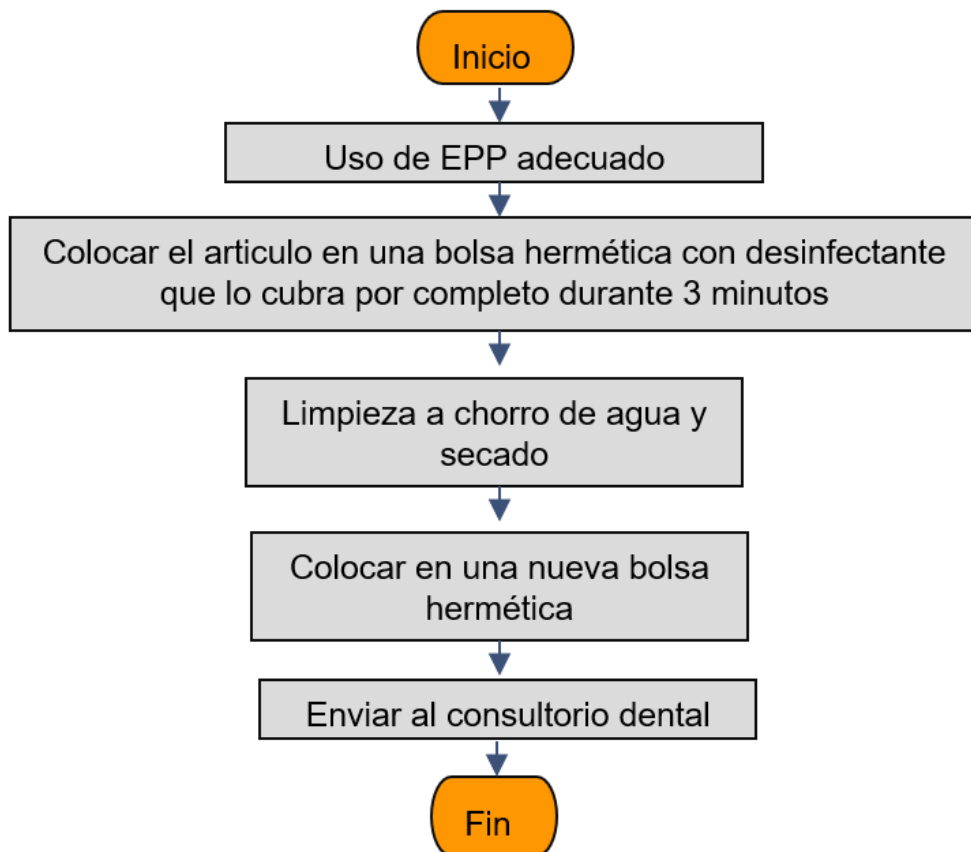 Inicio
Uso de EPP adecuado
Colocar el articulo en una bolsa hermética con desinfectante
que lo cubra por completo durante 3 minutos
Limpieza a chorro de agua y
secado
Colocar en una nueva bolsa
hermética
Enviar al consultorio dental
Fin